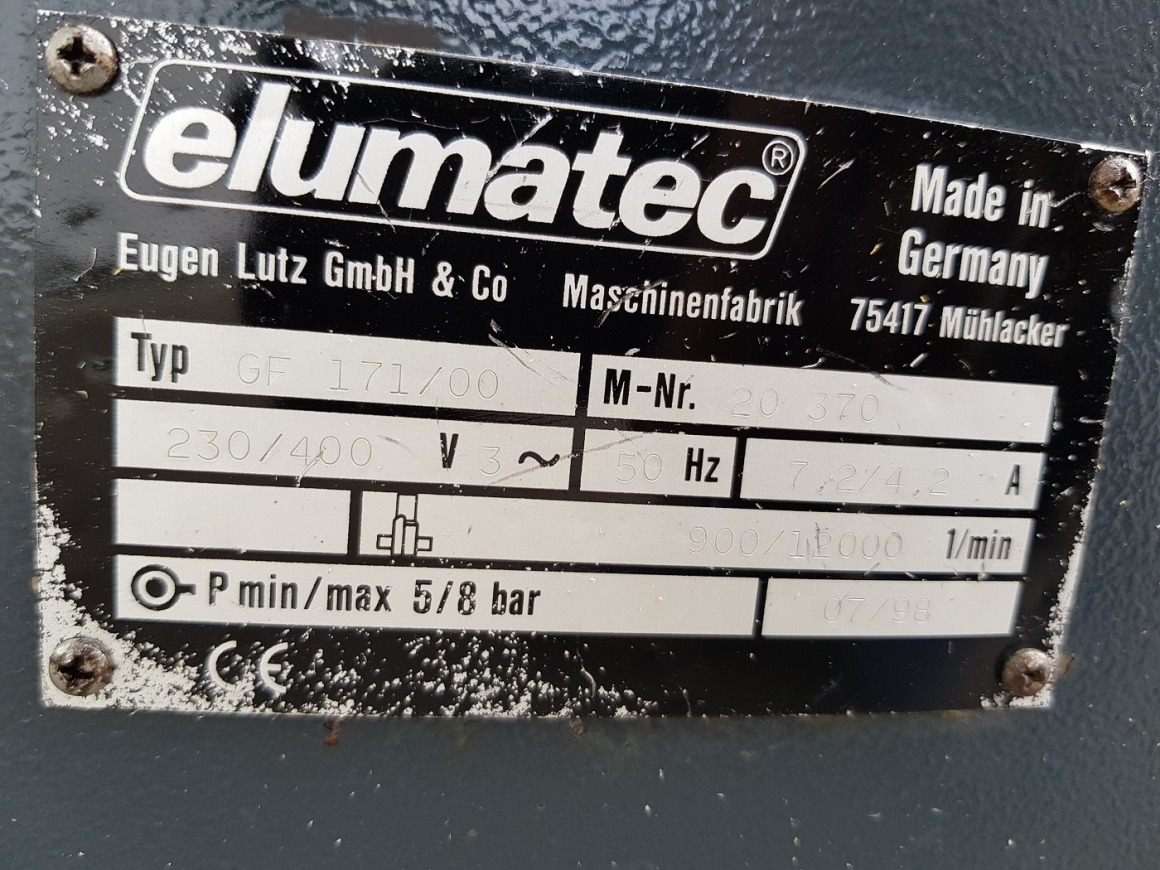 elumatec®
Made in
Germany
Eugen Lutz GmbH & Co Maschinenfabrik 75417 Mühlacker
Typ GF 171/00 M-Nr. 20 370
230/400 V 3 ~ 50 Hz 7,2/4,2 A
900/12000 1/min
P min/max 5/8 bar 07/98
CE